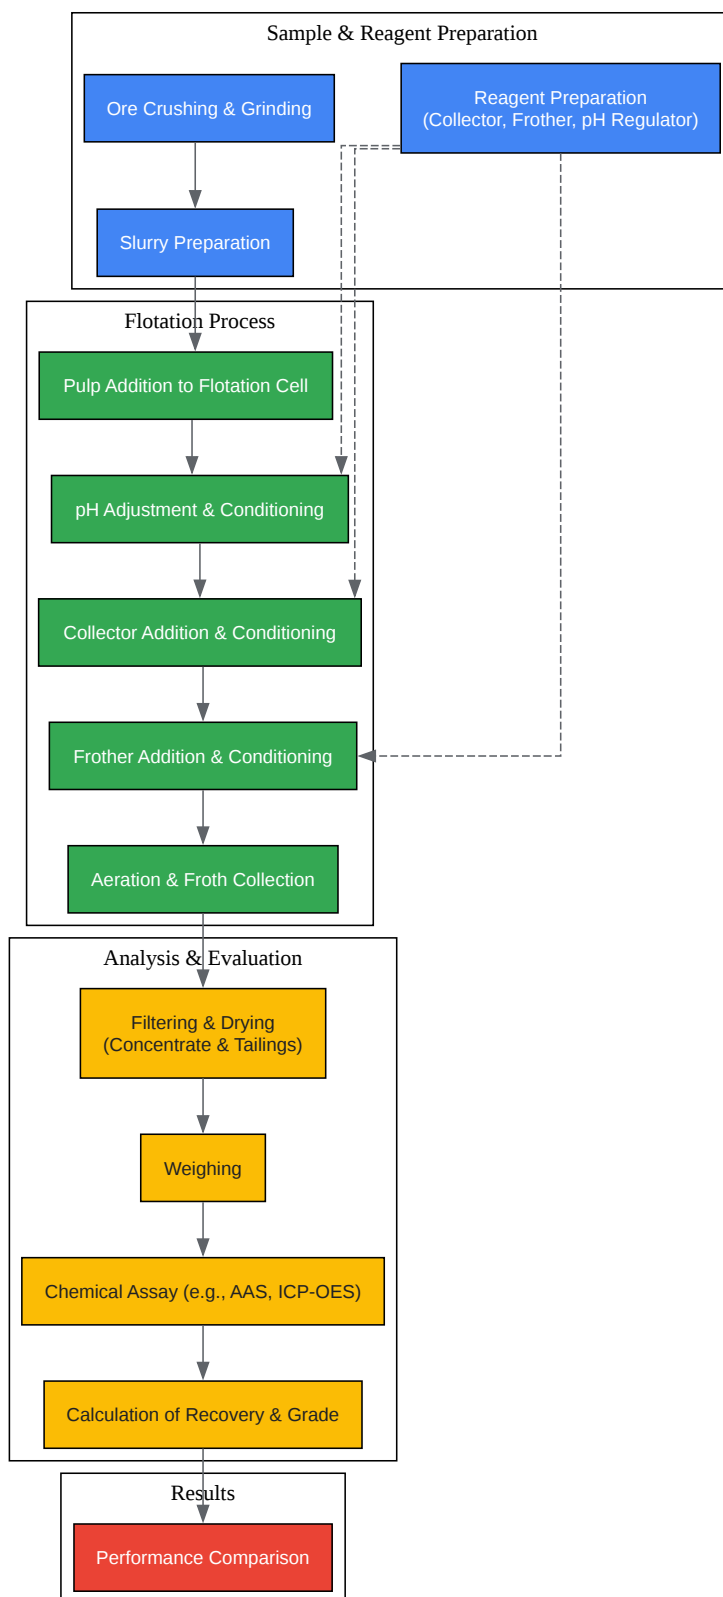 Sample & Reagent Preparation
Ore Crushing & Grinding
Reagent Preparation
(Collector, Frother, pH Regulator)
Slurry Preparation
Flotation Process
Pulp Addition to Flotation Cell
pH Adjustment & Conditioning
Collector Addition & Conditioning
Frother Addition & Conditioning
Aeration & Froth Collection
Analysis & Evaluation
Filtering & Drying
(Concentrate & Tailings)
Weighing
Chemical Assay (e.g., AAS, ICP-OES)
Calculation of Recovery & Grade
Results
Performance Comparison